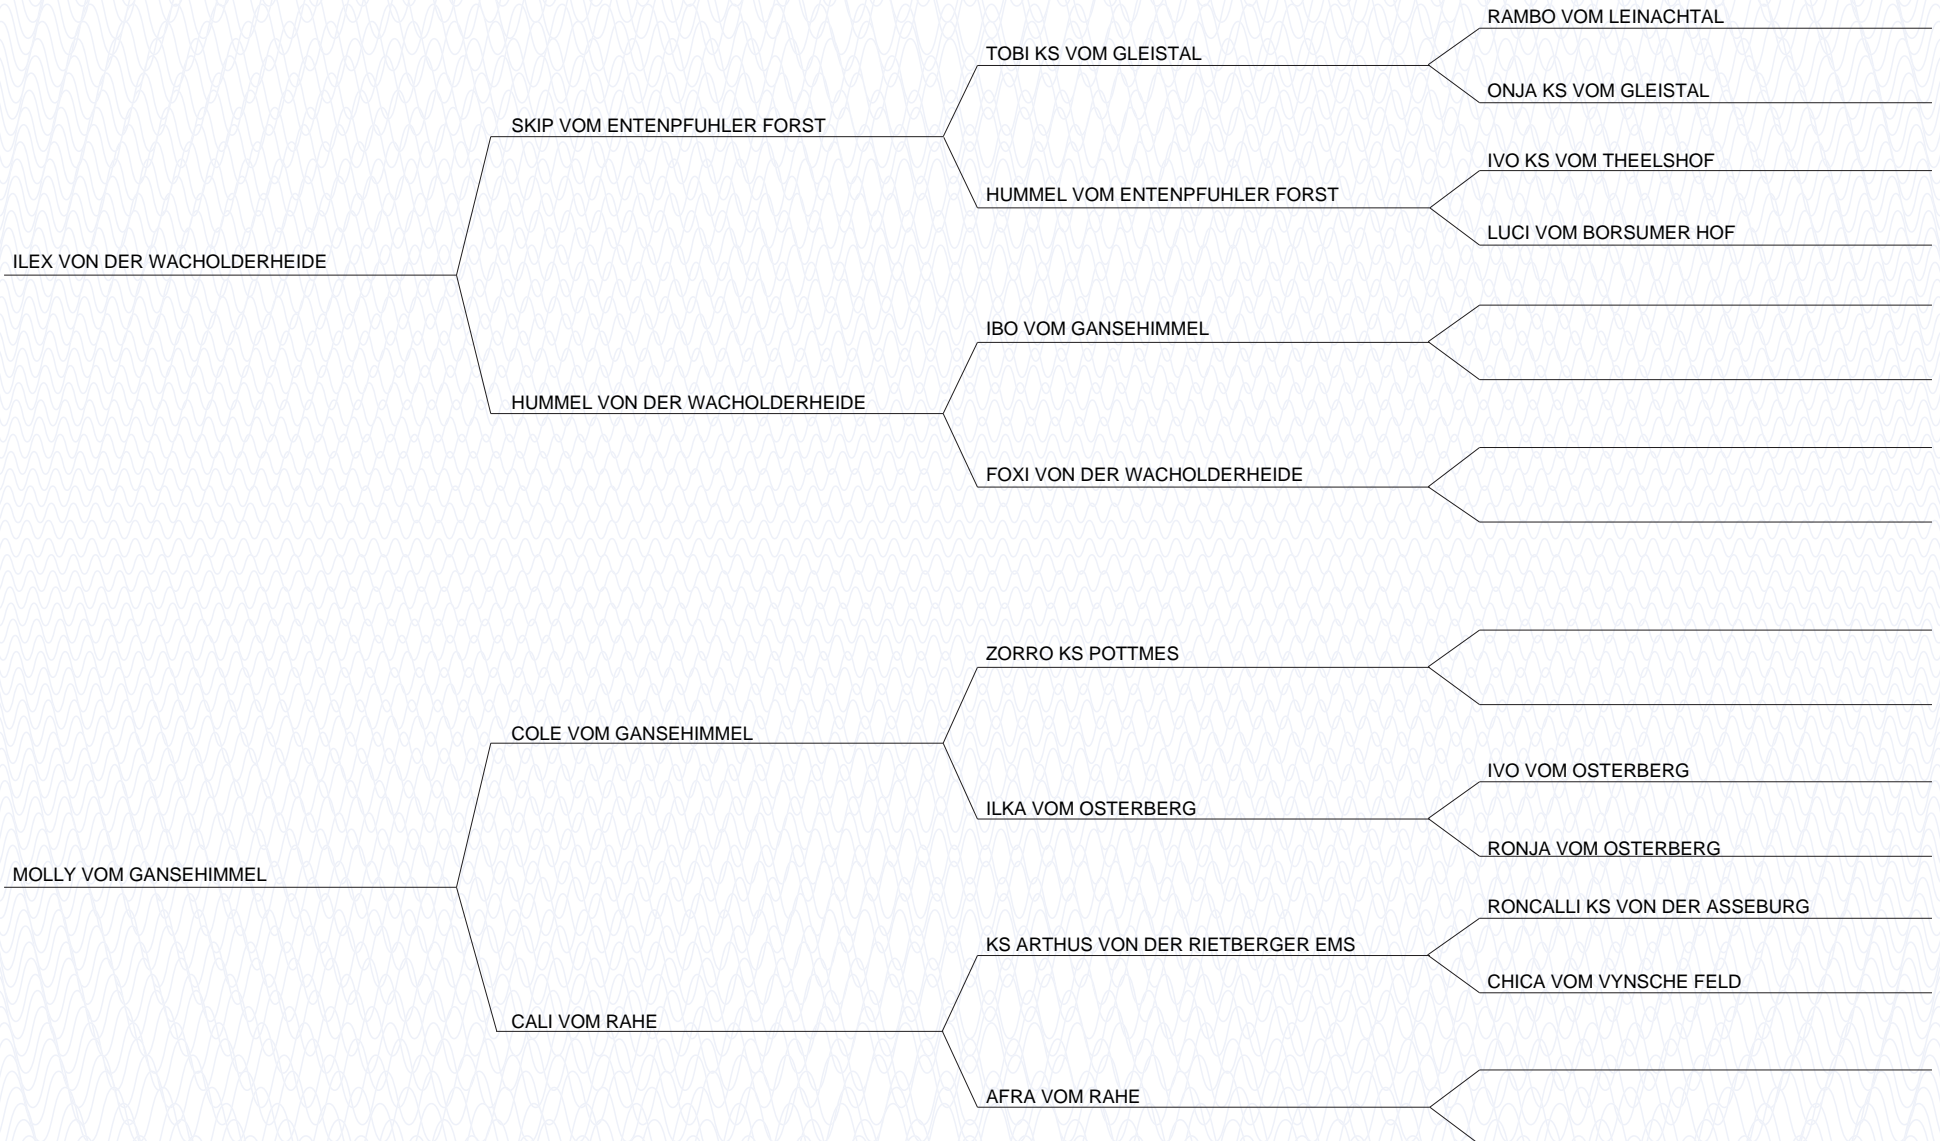 RAMBO VOM LEINACHTAL
TOBI KS VOM GLEISTAL
ONJA KS VOM GLEISTAL
SKIP VOM ENTENPFUHLER FORST
IVO KS VOM THEELSHOF
HUMMEL VOM ENTENPFUHLER FORST
LUCI VOM BORSUMER HOF
ILEX VON DER WACHOLDERHEIDE
IBO VOM GANSEHIMMEL
HUMMEL VON DER WACHOLDERHEIDE
FOXI VON DER WACHOLDERHEIDE
ZORRO KS POTTMES
COLE VOM GANSEHIMMEL
IVO VOM OSTERBERG
ILKA VOM OSTERBERG
RONJA VOM OSTERBERG
MOLLY VOM GANSEHIMMEL
RONCALLI KS VON DER ASSEBURG
KS ARTHUS VON DER RIETBERGER EMS
CHICA VOM VYNSCHE FELD
CALI VOM RAHE
AFRA VOM RAHE